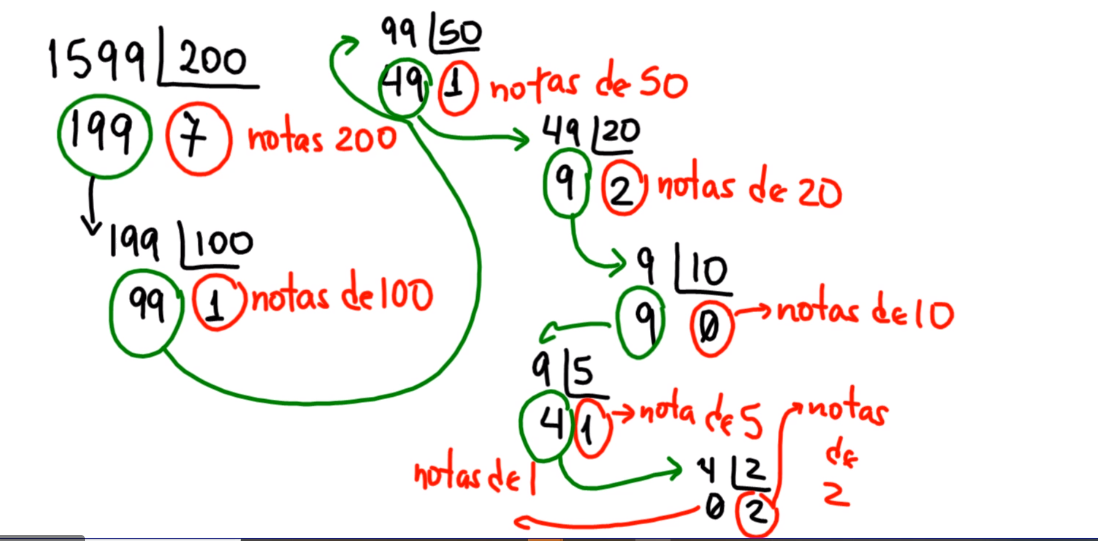 1599 200
199 7 notas 200
199 100
99 1 notas de 100
99 50
49 1 notas de 50
49 20
9 2 notas de 20
9 10
9 0 notas de 10
9 5
4 1 nota de 5
4 2
0 2 notas de 2
notas de 1